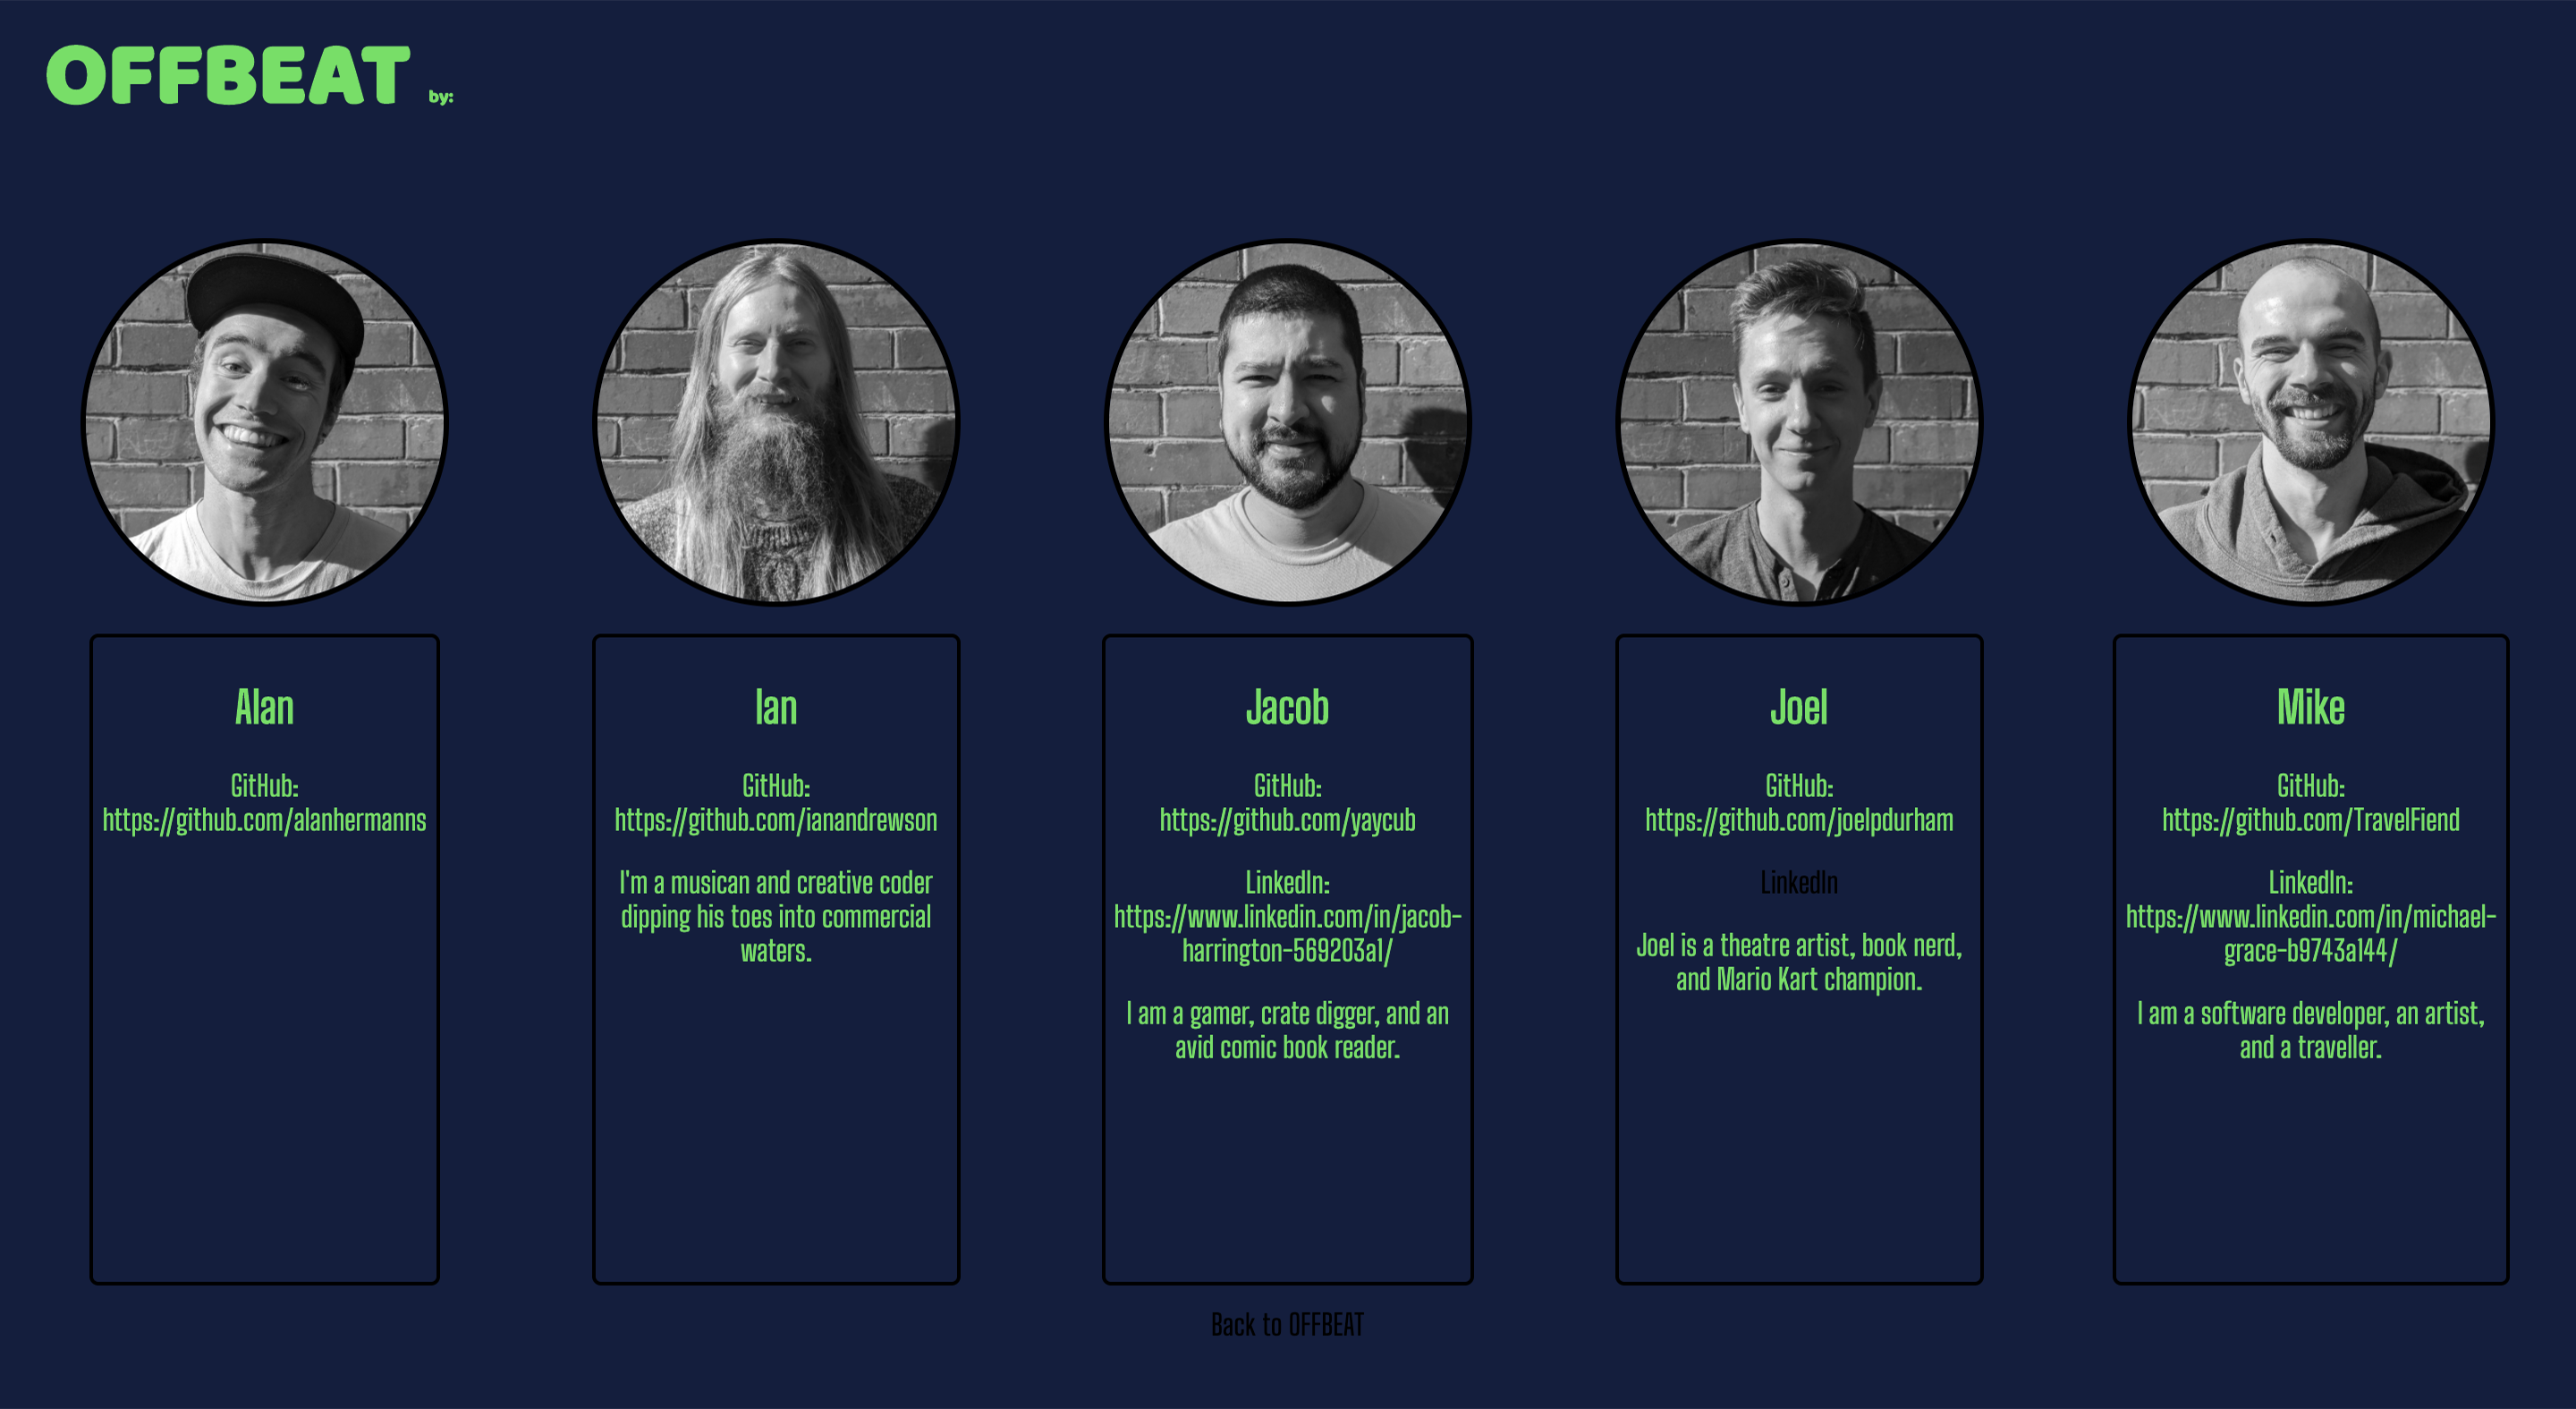 OFFBEAT by:
Alan
GitHub:
https://github.com/alanhermanns
Ian
GitHub:
https://github.com/ianandrewson
I'm a musican and creative coder
dipping his toes into commercial
waters.
Jacob
GitHub:
https://github.com/yaycub
LinkedIn:
https://www.linkedin.com/in/jacob-
harrington-569203a1/
I am a gamer, crate digger, and an
avid comic book reader.
Joel
GitHub:
https://github.com/joelpdurham
LinkedIn
Joel is a theatre artist, book nerd,
and Mario Kart champion.
Mike
GitHub:
https://github.com/TravelFiend
LinkedIn:
https://www.linkedin.com/in/michael-
grace-b9743a144/
I am a software developer, an artist,
and a traveller.
Back to OFFBEAT